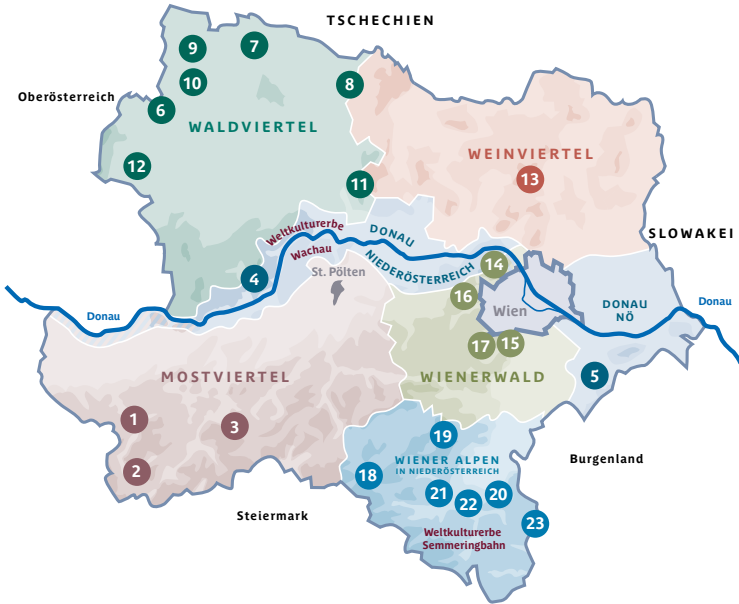 TSCHECHIEN
9
7
10
8
Oberösterreich
6
WALDVIERTEL
WEINVIERTEL
12
11
13
Weltkulturerbe
Wachau
DONAU
NIEDERÖSTERREICH
SLOWAKEI
14
4
St. Pölten
16
Wien
DONAU
NÖ
Donau
Donau
17
15
MOSTVIERTEL
WIENERWALD
5
1
3
2
19
WIENER ALPEN
IN NIEDERÖSTERREICH
Burgenland
18
21
22
20
Steiermark
23
Weltkulturerbe
Semmeringbahn